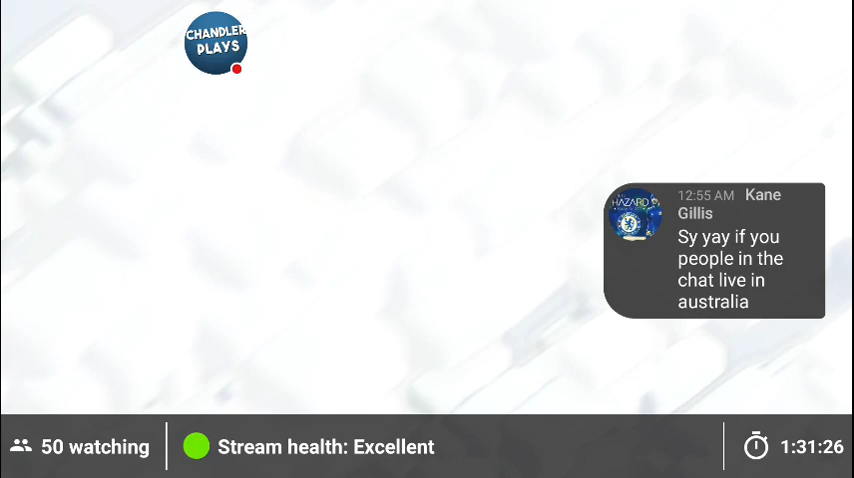 CHANDLER
PLAYS
12:55 AM Kane
Gillis
HAZARD
Sy yay if you
people in the
chat live in
australia
50 watching
Stream health: Excellent
1:31:26